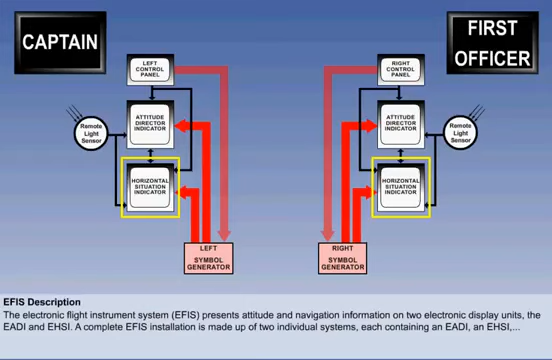 CAPTAIN
FIRST
OFFICER
LEFT
CONTROL
PANEL
RIGHT
CONTROL
PANEL
ATTITUDE
DIRECTOR
INDICATOR
ATTITUDE
DIRECTOR
INDICATOR
Remote
Light
Sensor
Remote
Light
Sensor
HORIZONTAL
SITUATION
INDICATOR
HORIZONTAL
SITUATION
INDICATOR
LEFT
SYMBOL
GENERATOR
RIGHT
SYMBOL
GENERATOR
EFIS Description
The electronic flight instrument system (EFIS) presents attitude and navigation information on two electronic display units, the
EADI and EHSI. A complete EFIS installation is made up of two individual systems, each containing an EADI, an EHSI,...